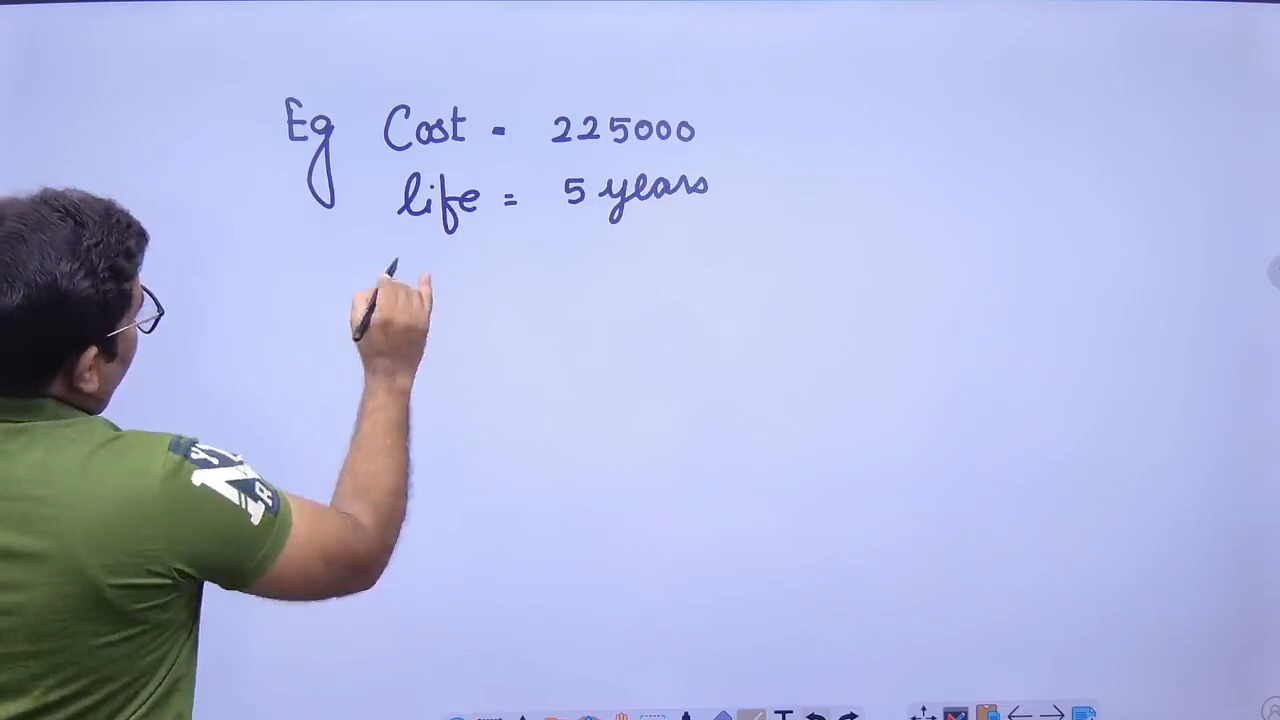 Eg Cost = 225000
life = 5 years